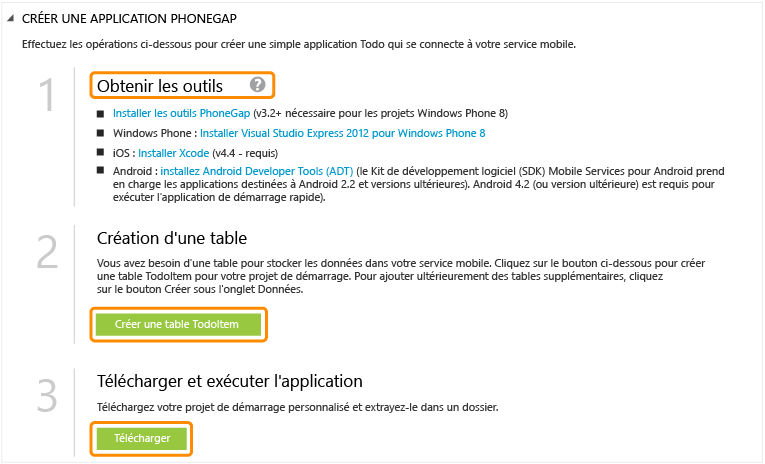 CRÉER UNE APPLICATION PHONEGAP
Effectuez les opérations ci-dessous pour créer une simple application Todo qui se connecte à votre service mobile.
1
Obtenir les outils ?
Installer les outils PhoneGap (v3.2+ nécessaire pour les projets Windows Phone 8)
Windows Phone : Installer Visual Studio Express 2012 pour Windows Phone 8
iOS : Installer Xcode (v4.4 - requis)
Android : installez Android Developer Tools (ADT) (le Kit de développement logiciel (SDK) Mobile Services pour Android prend
en charge les applications destinées à Android 2.2 et versions ultérieures). Android 4.2 (ou version ultérieure) est requis pour
exécuter l'application de démarrage rapide).
2
Création d'une table
Vous avez besoin d'une table pour stocker les données dans votre service mobile. Cliquez sur le bouton ci-dessous pour créer
une table TodoItem pour votre projet de démarrage. Pour ajouter ultérieurement des tables supplémentaires, cliquez
sur le bouton Créer sous l'onglet Données.
Créer une table TodoItem
3
Télécharger et exécuter l'application
Téléchargez votre projet de démarrage personnalisé et extrayez-le dans un dossier.
Télécharger